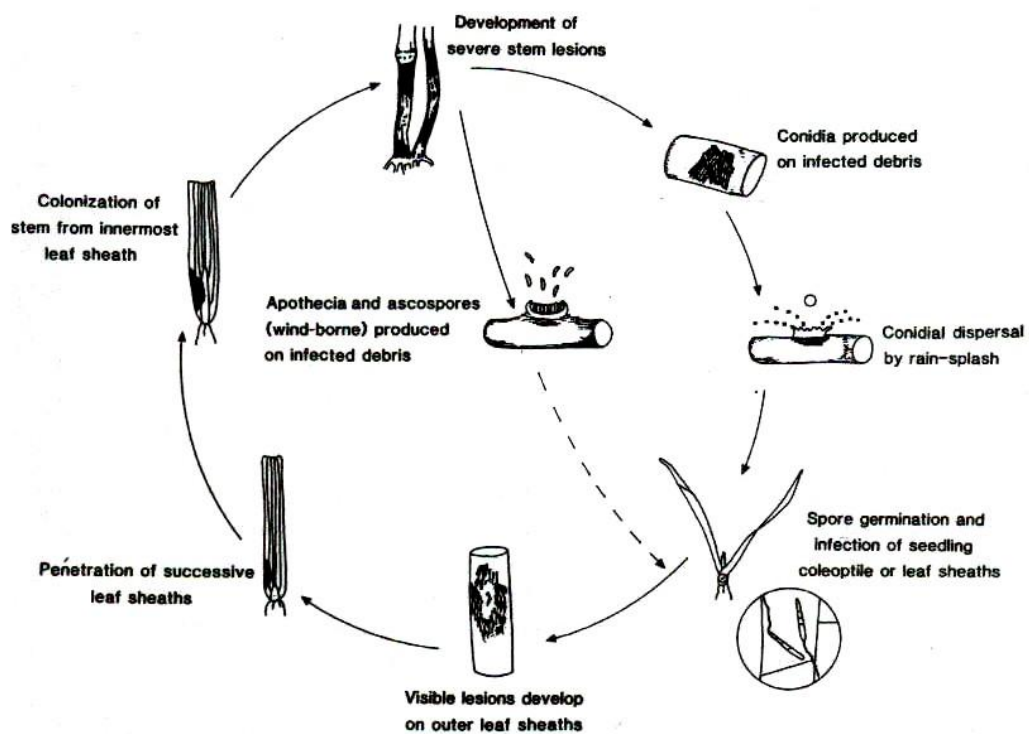 Development of
severe stem lesions
Conidia produced
on infected debris
Colonization of
stem from innermost
leaf sheath
Apothecia and ascospores
(wind-borne) produced
on infected debris
Conidial dispersal
by rain-splash
Spore germination and
infection of seedling
coleoptile or leaf sheaths
Penetration of successive
leaf sheaths
Visible lesions develop
on outer leaf sheaths